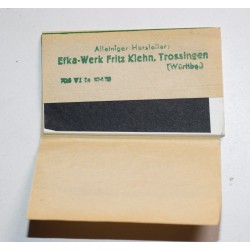 Alleiniger Hersteller:
Efka-Werk Fritz Kiehn, Trossingen
(Württbg.)